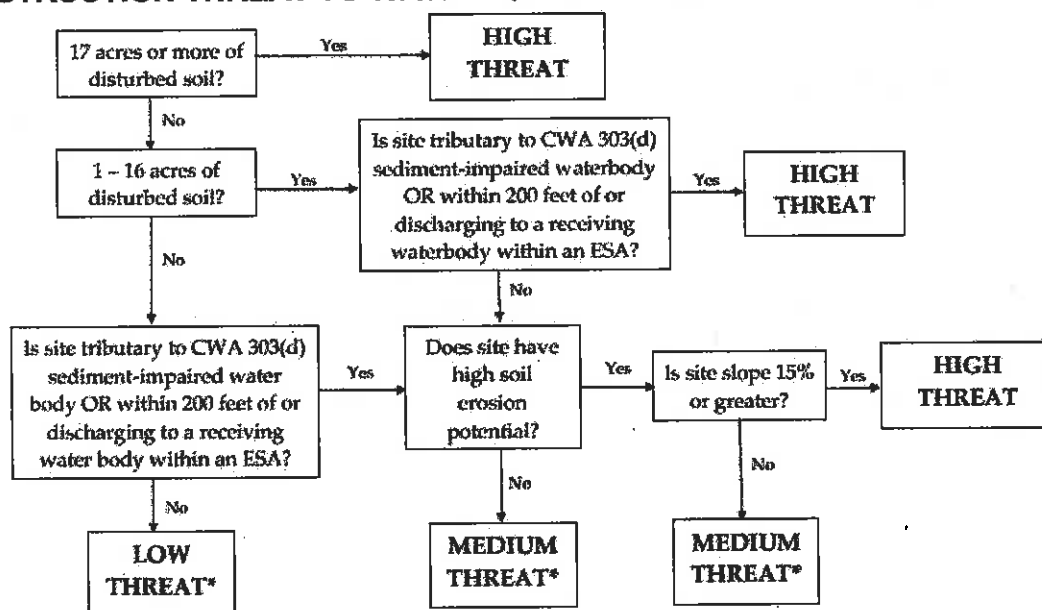 17 acres or more of
disturbed soil?
Yes
HIGH
THREAT
No
1 – 16 acres of
disturbed soil?
Yes
Is site tributary to CWA 303(d)
sediment-impaired waterbody
OR within 200 feet of or
discharging to a receiving
waterbody within an ESA?
Yes
HIGH
THREAT
No
No
Is site tributary to CWA 303(d)
sediment-impaired water
body OR within 200 feet of or
discharging to a receiving
water body within an ESA?
Yes
Does site have
high soil
erosion
potential?
Yes
Is site slope 15%
or greater?
Yes
HIGH
THREAT
No
No
No
LOW
THREAT*
MEDIUM
THREAT*
MEDIUM
THREAT*